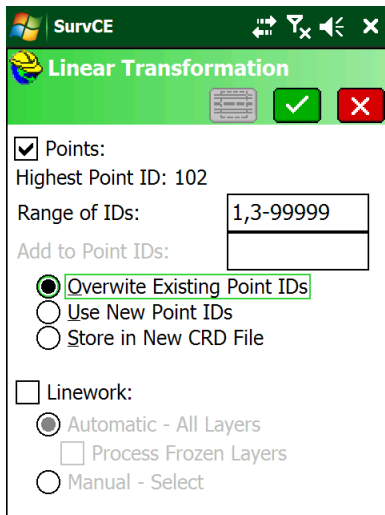 SurvCE
Linear Transformation
Points:
Highest Point ID: 102
Range of IDs: 1,3-99999
Add to Point IDs:
Overwite Existing Point IDs
Use New Point IDs
Store in New CRD File
Linework:
Automatic - All Layers
Process Frozen Layers
Manual - Select